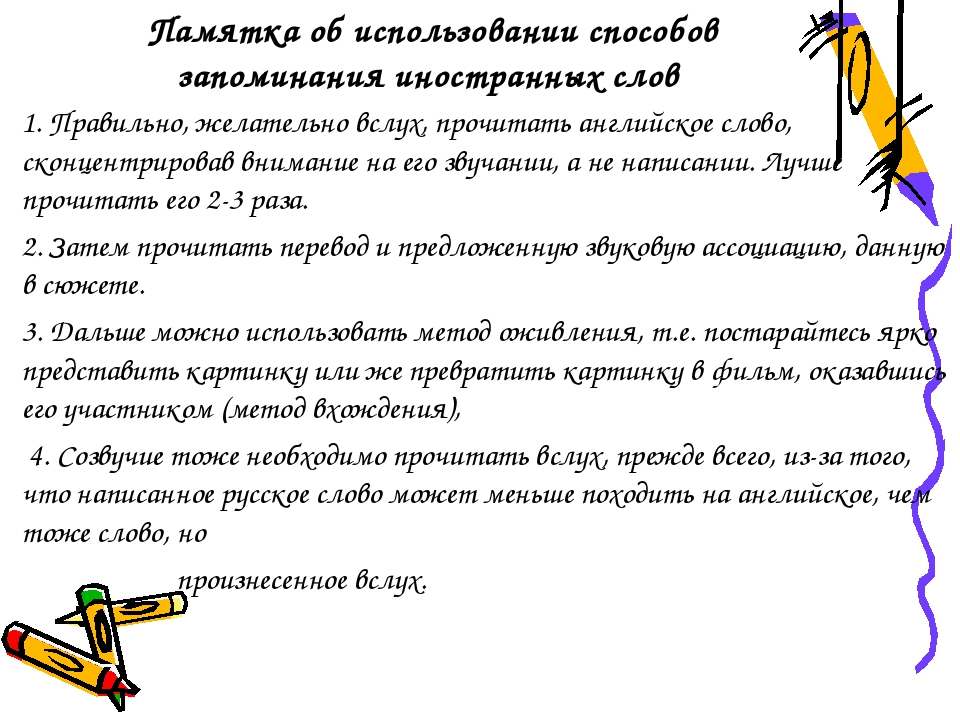 Памятка об использовании способов
запоминания иностранных слов
1. Правильно, желательно вслух, прочитать английское слово,
сконцентрировав внимание на его звучании, а не написании. Лучше
прочитать его 2-3 раза.
2. Затем прочитать перевод и предложенную звуковую ассоциацию, данную
в сюжете.
3. Дальше можно использовать метод оживления, т.е. постарайтесь ярко
представить картинку или же превратить картинку в фильм, оказавшись
его участником (метод вхождения),
4. Созвучие тоже необходимо прочитать вслух, прежде всего, из-за того,
что написанное русское слово может меньше походить на английское, чем
тоже слово, но
произнесенное вслух.